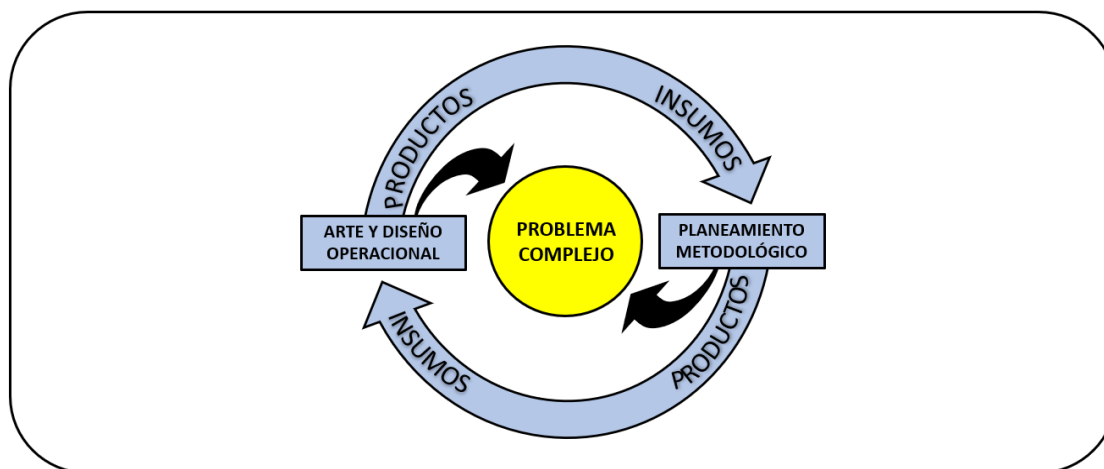 PRODUCTOS
INSUMOS
ARTE Y DISEÑO
OPERACIONAL
PROBLEMA
COMPLEJO
PLANEAMIENTO
METODOLÓGICO
INSUMOS
PRODUCTOS